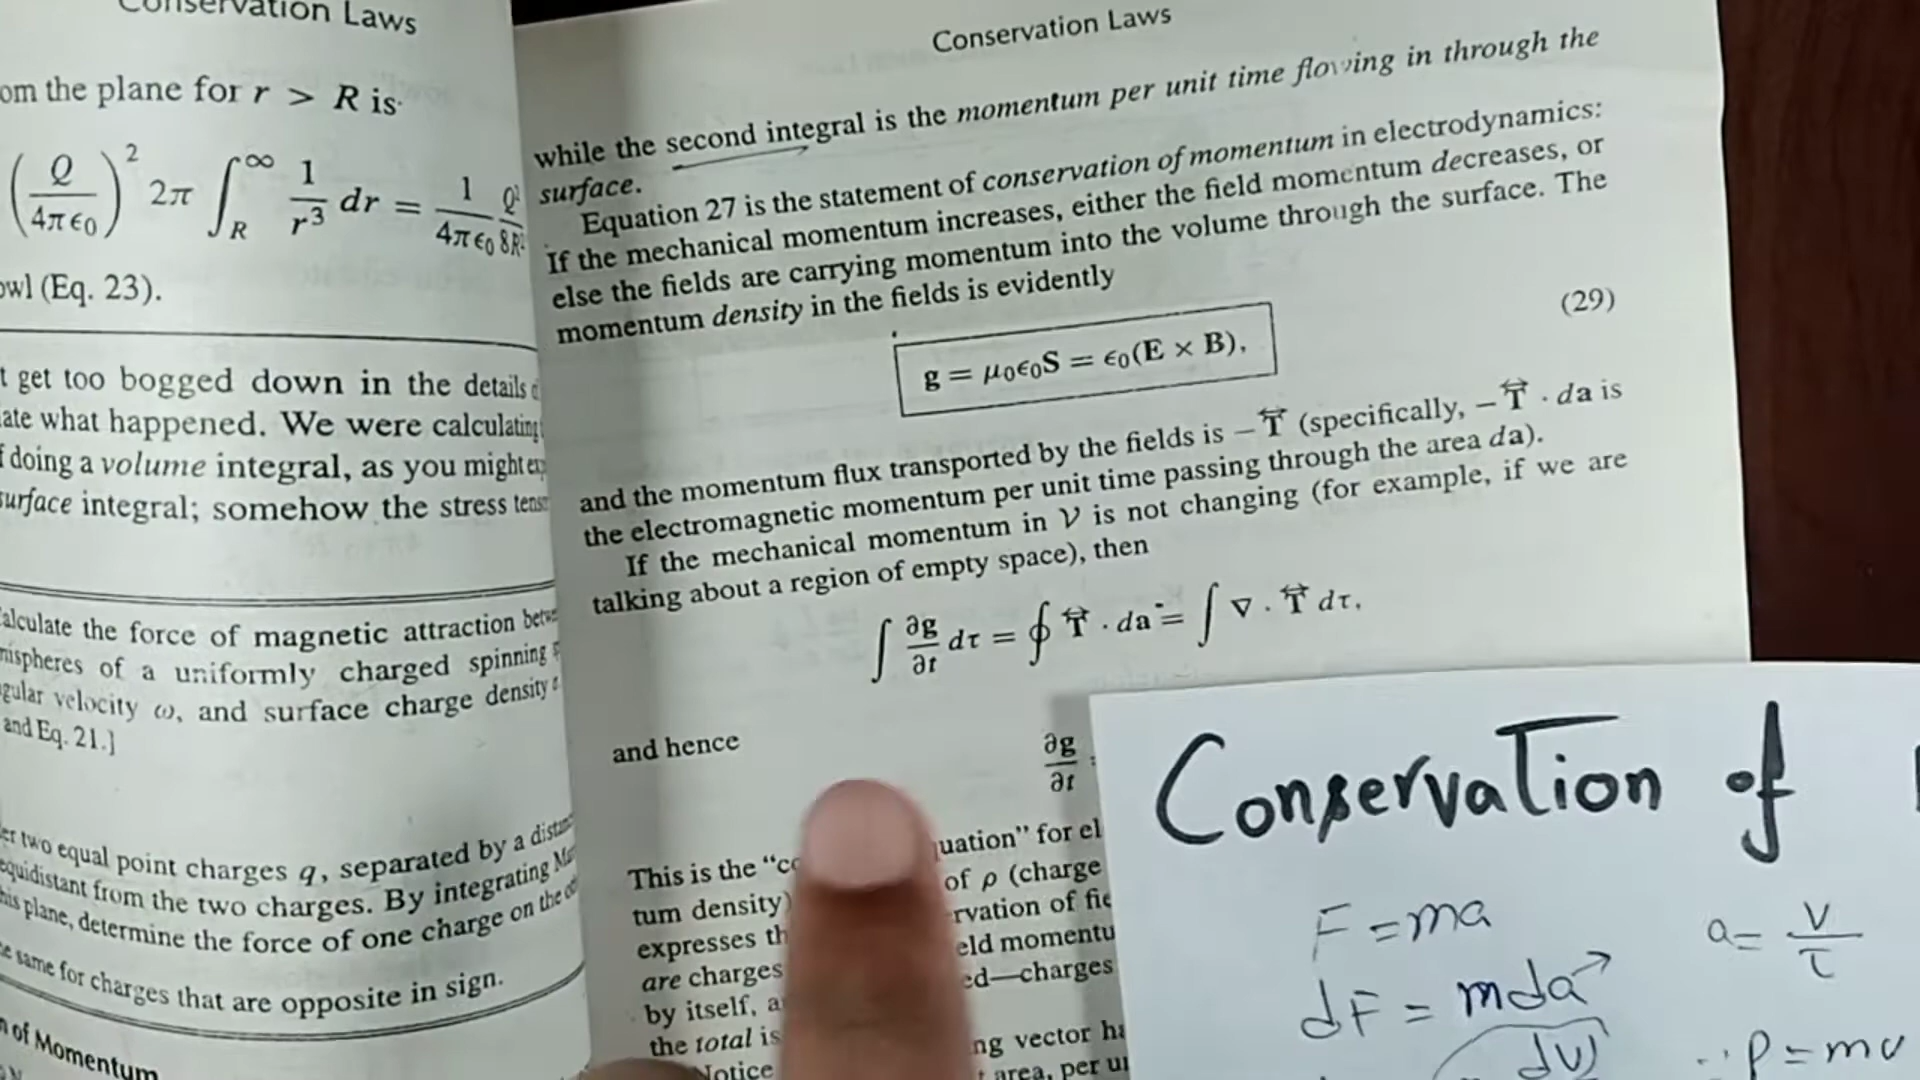 Conservation Laws
om the plane for r > R is
( Q / 4πϵ₀ )² 2π ∫_R^∞ 1/r³ dr = 1/4πϵ₀ Q²/8R²
owl (Eq. 23).
t get too bogged down in the details
ate what happened. We were calculating
f doing a volume integral, as you might
surface integral; somehow the stress
alculate the force of magnetic attraction
mispheres of a uniformly charged spinning
gular velocity ω, and surface charge density
and Eq. 21.]
er two equal point charges q, separated by a
equidistant from the two charges. By integrating
his plane, determine the force of one charge on the
e same for charges that are opposite in sign.
n of Momentum
Conservation Laws
while the second integral is the momentum per unit time flowing in through the
surface.
Equation 27 is the statement of conservation of momentum in electrodynamics:
If the mechanical momentum increases, either the field momentum decreases, or
else the fields are carrying momentum into the volume through the surface. The
momentum density in the fields is evidently
g = μ₀ϵ₀S = ϵ₀(E × B),
(29)
and the momentum flux transported by the fields is −T⃡ (specifically, −T⃡ · da is
the electromagnetic momentum per unit time passing through the area da).
If the mechanical momentum in V is not changing (for example, if we are
talking about a region of empty space), then
∫ ∂g/∂t dτ = ∮ T⃡ · da = ∫ ∇ · T⃡ dτ,
and hence
∂g/∂t
This is the “co uation” for el
tum density) of ρ (charge
expresses th rvation of fie
are charges eld momentu
by itself, a ed—charges
the total is ng vector ha
Notice t area, per un
Conservation of
F = ma
a = v/t
dF = mda
dv
∵ P = mv